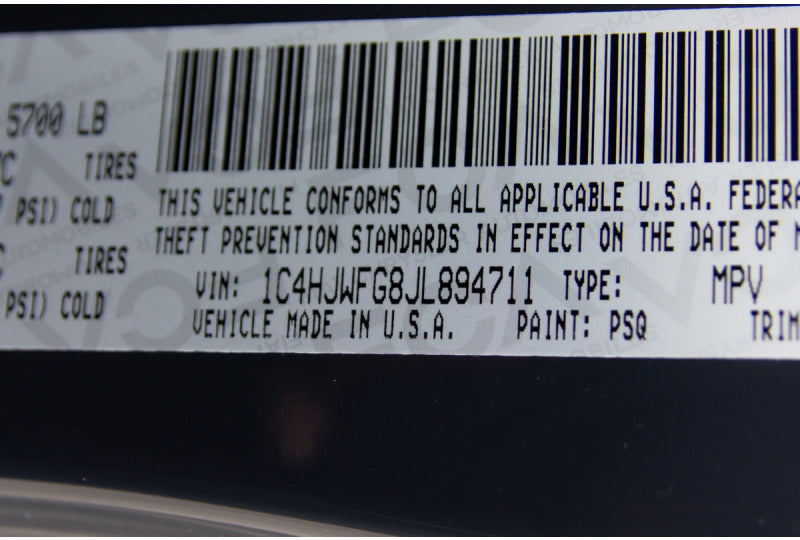 5700 LB
TIRES
PSI) COLD
TIRES
PSI) COLD
THIS VEHICLE CONFORMS TO ALL APPLICABLE U.S.A. FEDERA
THEFT PREVENTION STANDARDS IN EFFECT ON THE DATE OF M
VIN: 1C4HJWFG8JL894711 TYPE: MPV
VEHICLE MADE IN U.S.A. PAINT: PSQ TRIM